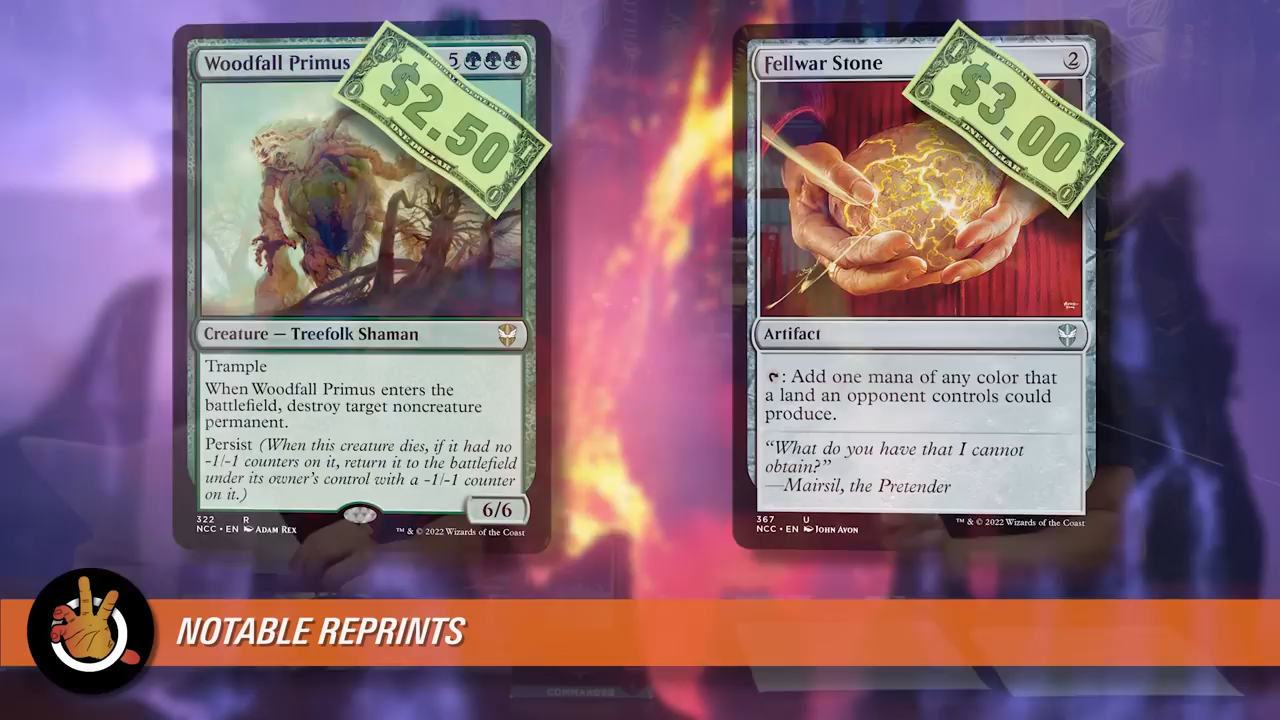 Woodfall Primus
5
$2.50
ONE DOLLAR
Creature — Treefolk Shaman
Trample
When Woodfall Primus enters the
battlefield, destroy target noncreature
permanent.
Persist (When this creature dies, if it had no
-1/-1 counters on it, return it to the battlefield
under its owner's control with a -1/-1 counter
on it.)
6/6
322 R
NCC • EN ADAM REX
™ & © 2022 Wizards of the Coast
Fellwar Stone
2
$3.00
ONE DOLLAR
Artifact
: Add one mana of any color that
a land an opponent controls could
produce.
“What do you have that I cannot
obtain?”
—Mairsil, the Pretender
367 U
NCC • EN JOHN AVON
™ & © 2022 Wizards of the Coast
NOTABLE REPRINTS
COMMANDER